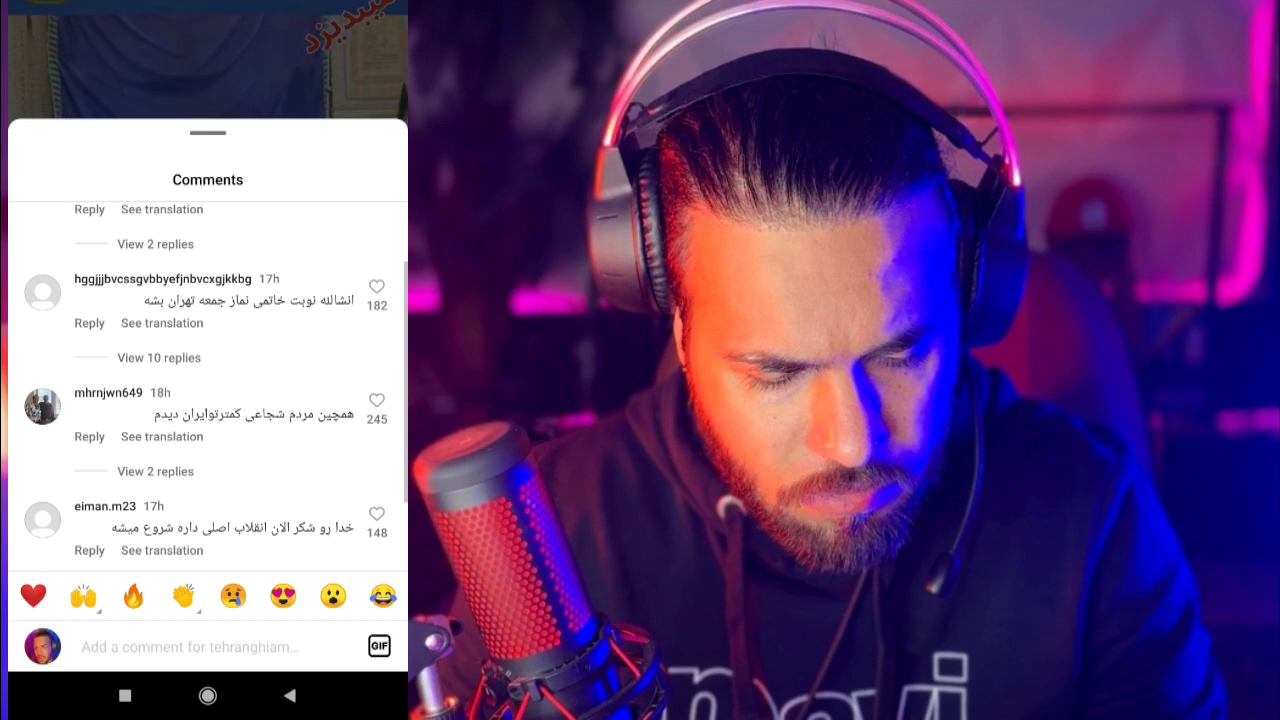 میبدیزد
Comments
Reply See translation
View 2 replies
hggjjjbvcssgvbbyefjnbvcxgjkkbg 17h
انشالله نوبت خاتمی نماز جمعه تهران بشه
182
Reply See translation
View 10 replies
mhrnjwn649 18h
همچین مردم شجاعی کمترتوایران دیدم
245
Reply See translation
View 2 replies
eiman.m23 17h
خدا رو شکر الان انقلاب اصلی داره شروع میشه
148
Reply See translation
Add a comment for tehranghiam...
GIF